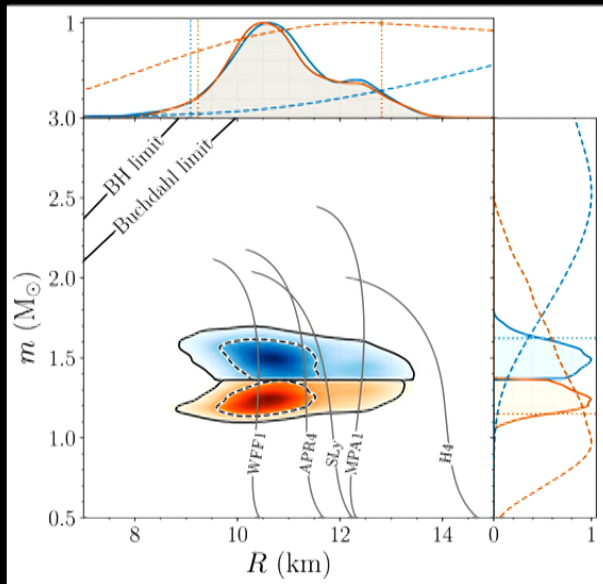 1
3.0
BH limit
Buchdahl limit
2.5
m (M⊙)
2.0
1.5
1.0
0.5
WFF1
APR4
SLy
MPA1
H4
8 10 12 14
R (km)
0 1